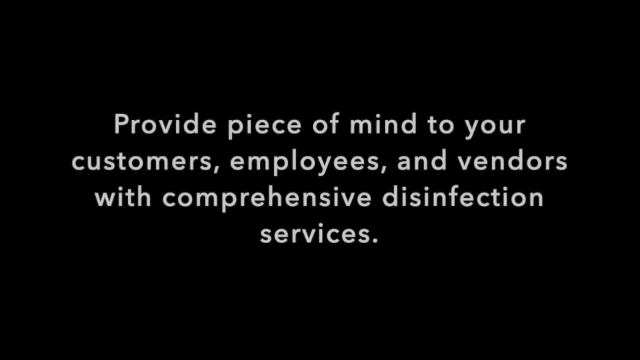 Provide piece of mind to your
customers, employees, and vendors
with comprehensive disinfection
services.